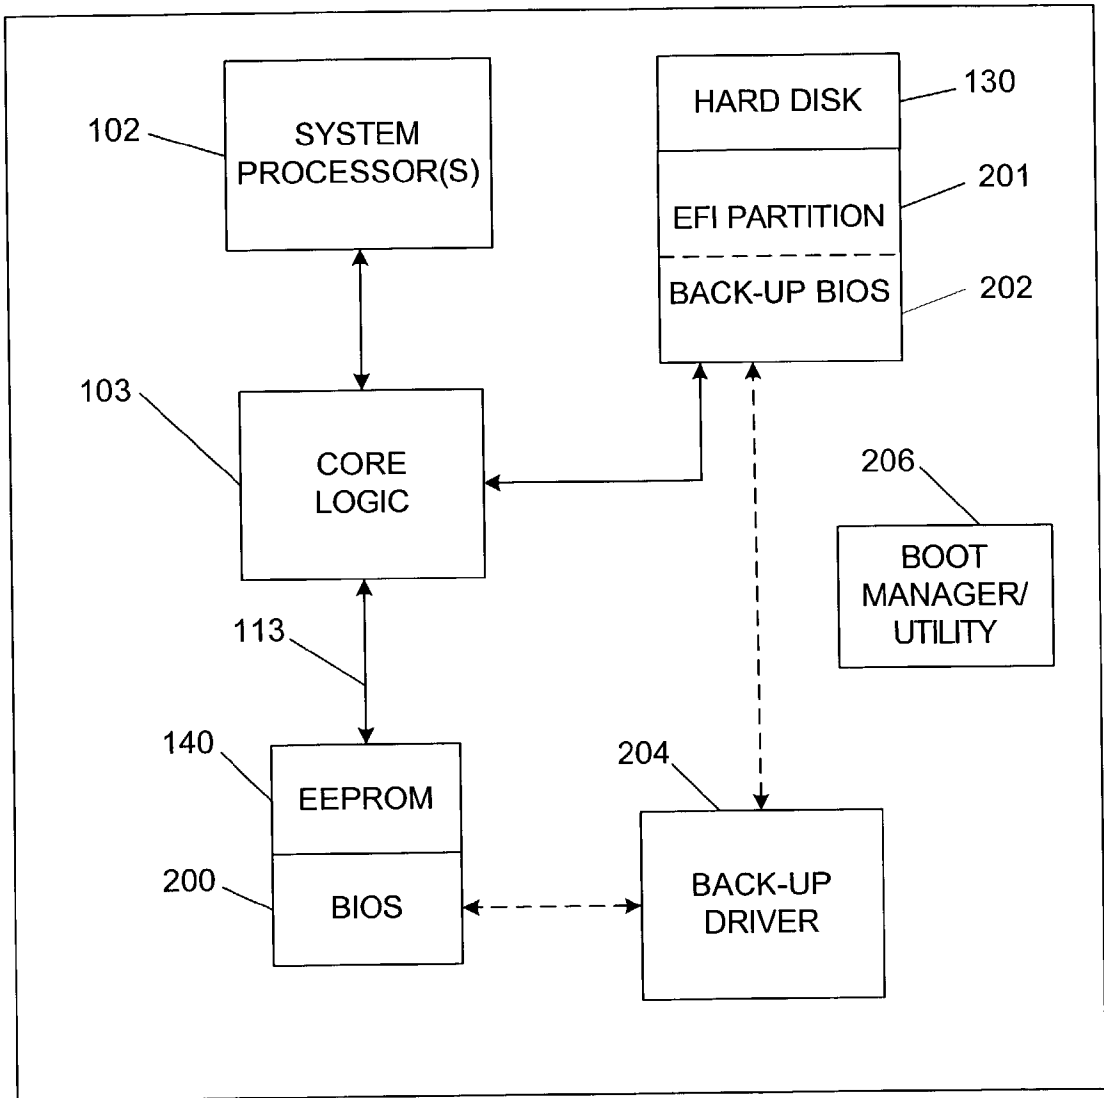 102
SYSTEM
PROCESSOR(S)
HARD DISK
130
EFI PARTITION
201
BACK-UP BIOS
202
103
CORE
LOGIC
206
BOOT
MANAGER/
UTILITY
113
140
EEPROM
200
BIOS
204
BACK-UP
DRIVER